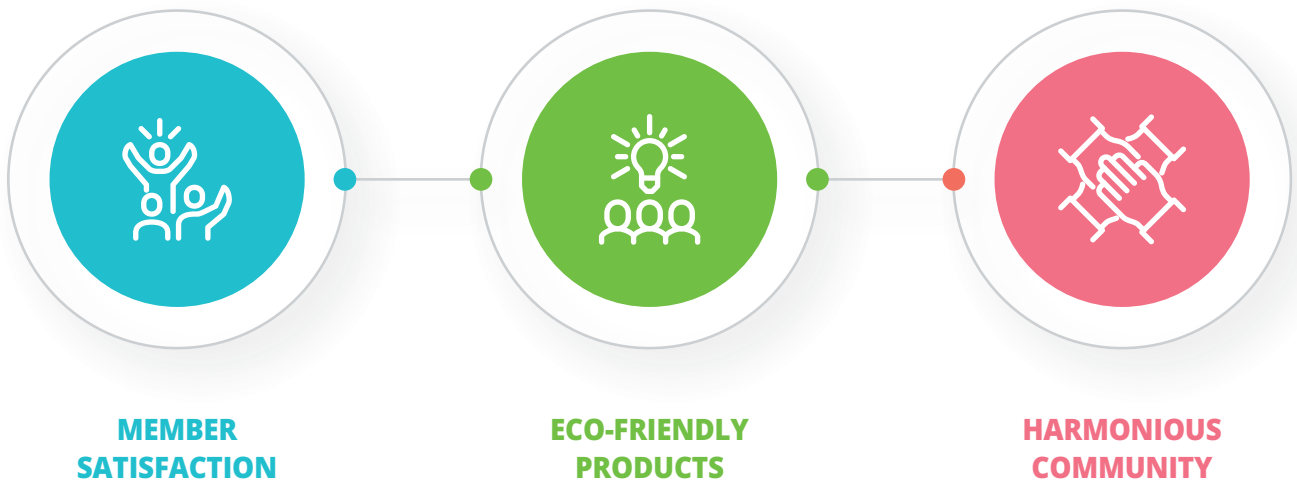 MEMBER
SATISFACTION
ECO-FRIENDLY
PRODUCTS
HARMONIOUS
COMMUNITY